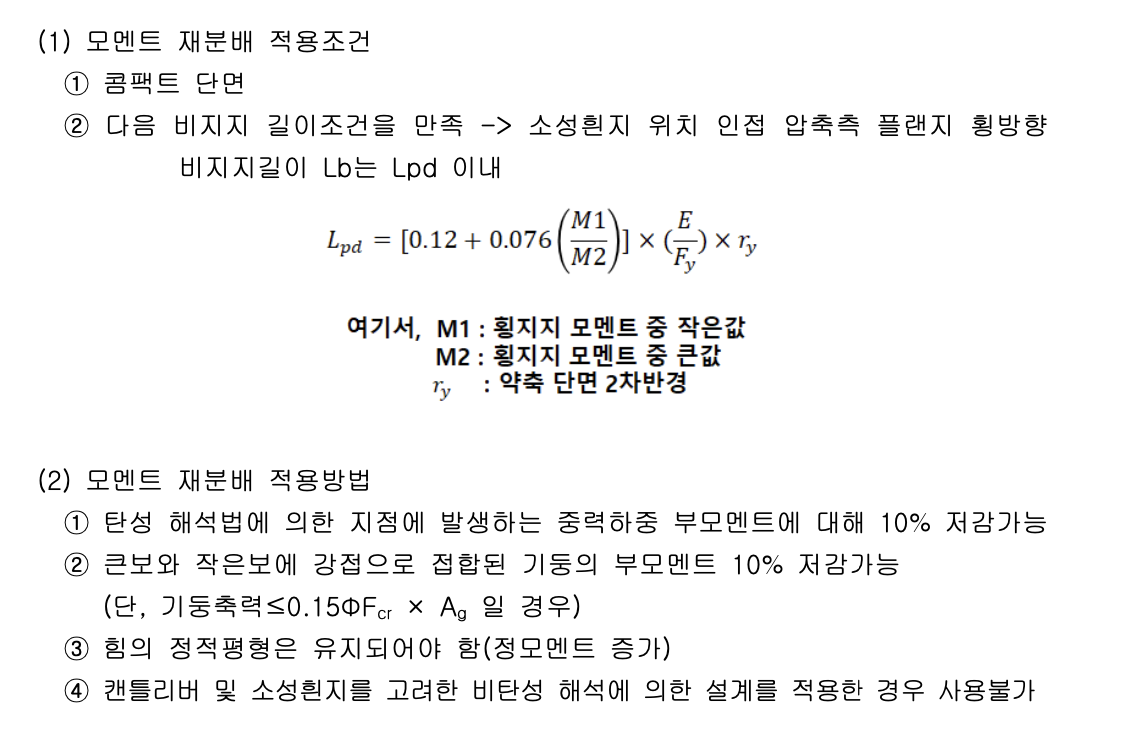 (1) 모멘트 재분배 적용조건
① 콤팩트 단면
② 다음 비지지 길이조건을 만족 -> 소성흰지 위치 인접 압축측 플랜지 횡방향
비지지길이 Lb는 Lpd 이내
L_{pd} = [0.12 + 0.076(\frac{M1}{M2})] × (\frac{E}{F_y}) × r_y
여기서, M1 : 횡지지 모멘트 중 작은값
M2 : 횡지지 모멘트 중 큰값
r_y : 약축 단면 2차반경
(2) 모멘트 재분배 적용방법
① 탄성 해석법에 의한 지점에 발생하는 중력하중 부모멘트에 대해 10% 저감가능
② 큰보와 작은보에 강접으로 접합된 기둥의 부모멘트 10% 저감가능
(단, 기둥축력≤0.15ΦF_{cr} × A_g 일 경우)
③ 힘의 정적평형은 유지되어야 함(정모멘트 증가)
④ 캔틀리버 및 소성흰지를 고려한 비탄성 해석에 의한 설계를 적용한 경우 사용불가